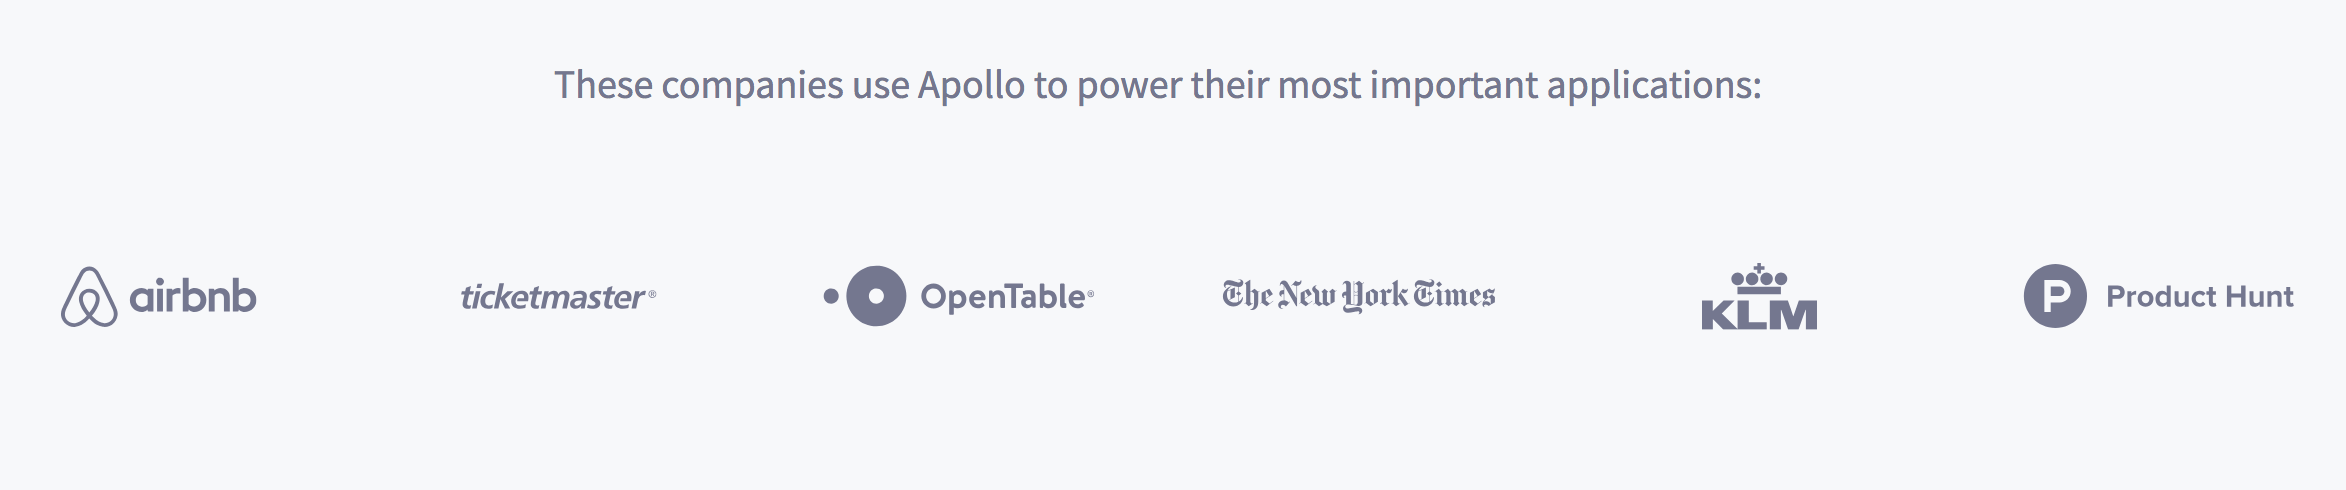 These companies use Apollo to power their most important applications:
airbnb
ticketmaster®
OpenTable®
The New York Times
KLM
P Product Hunt